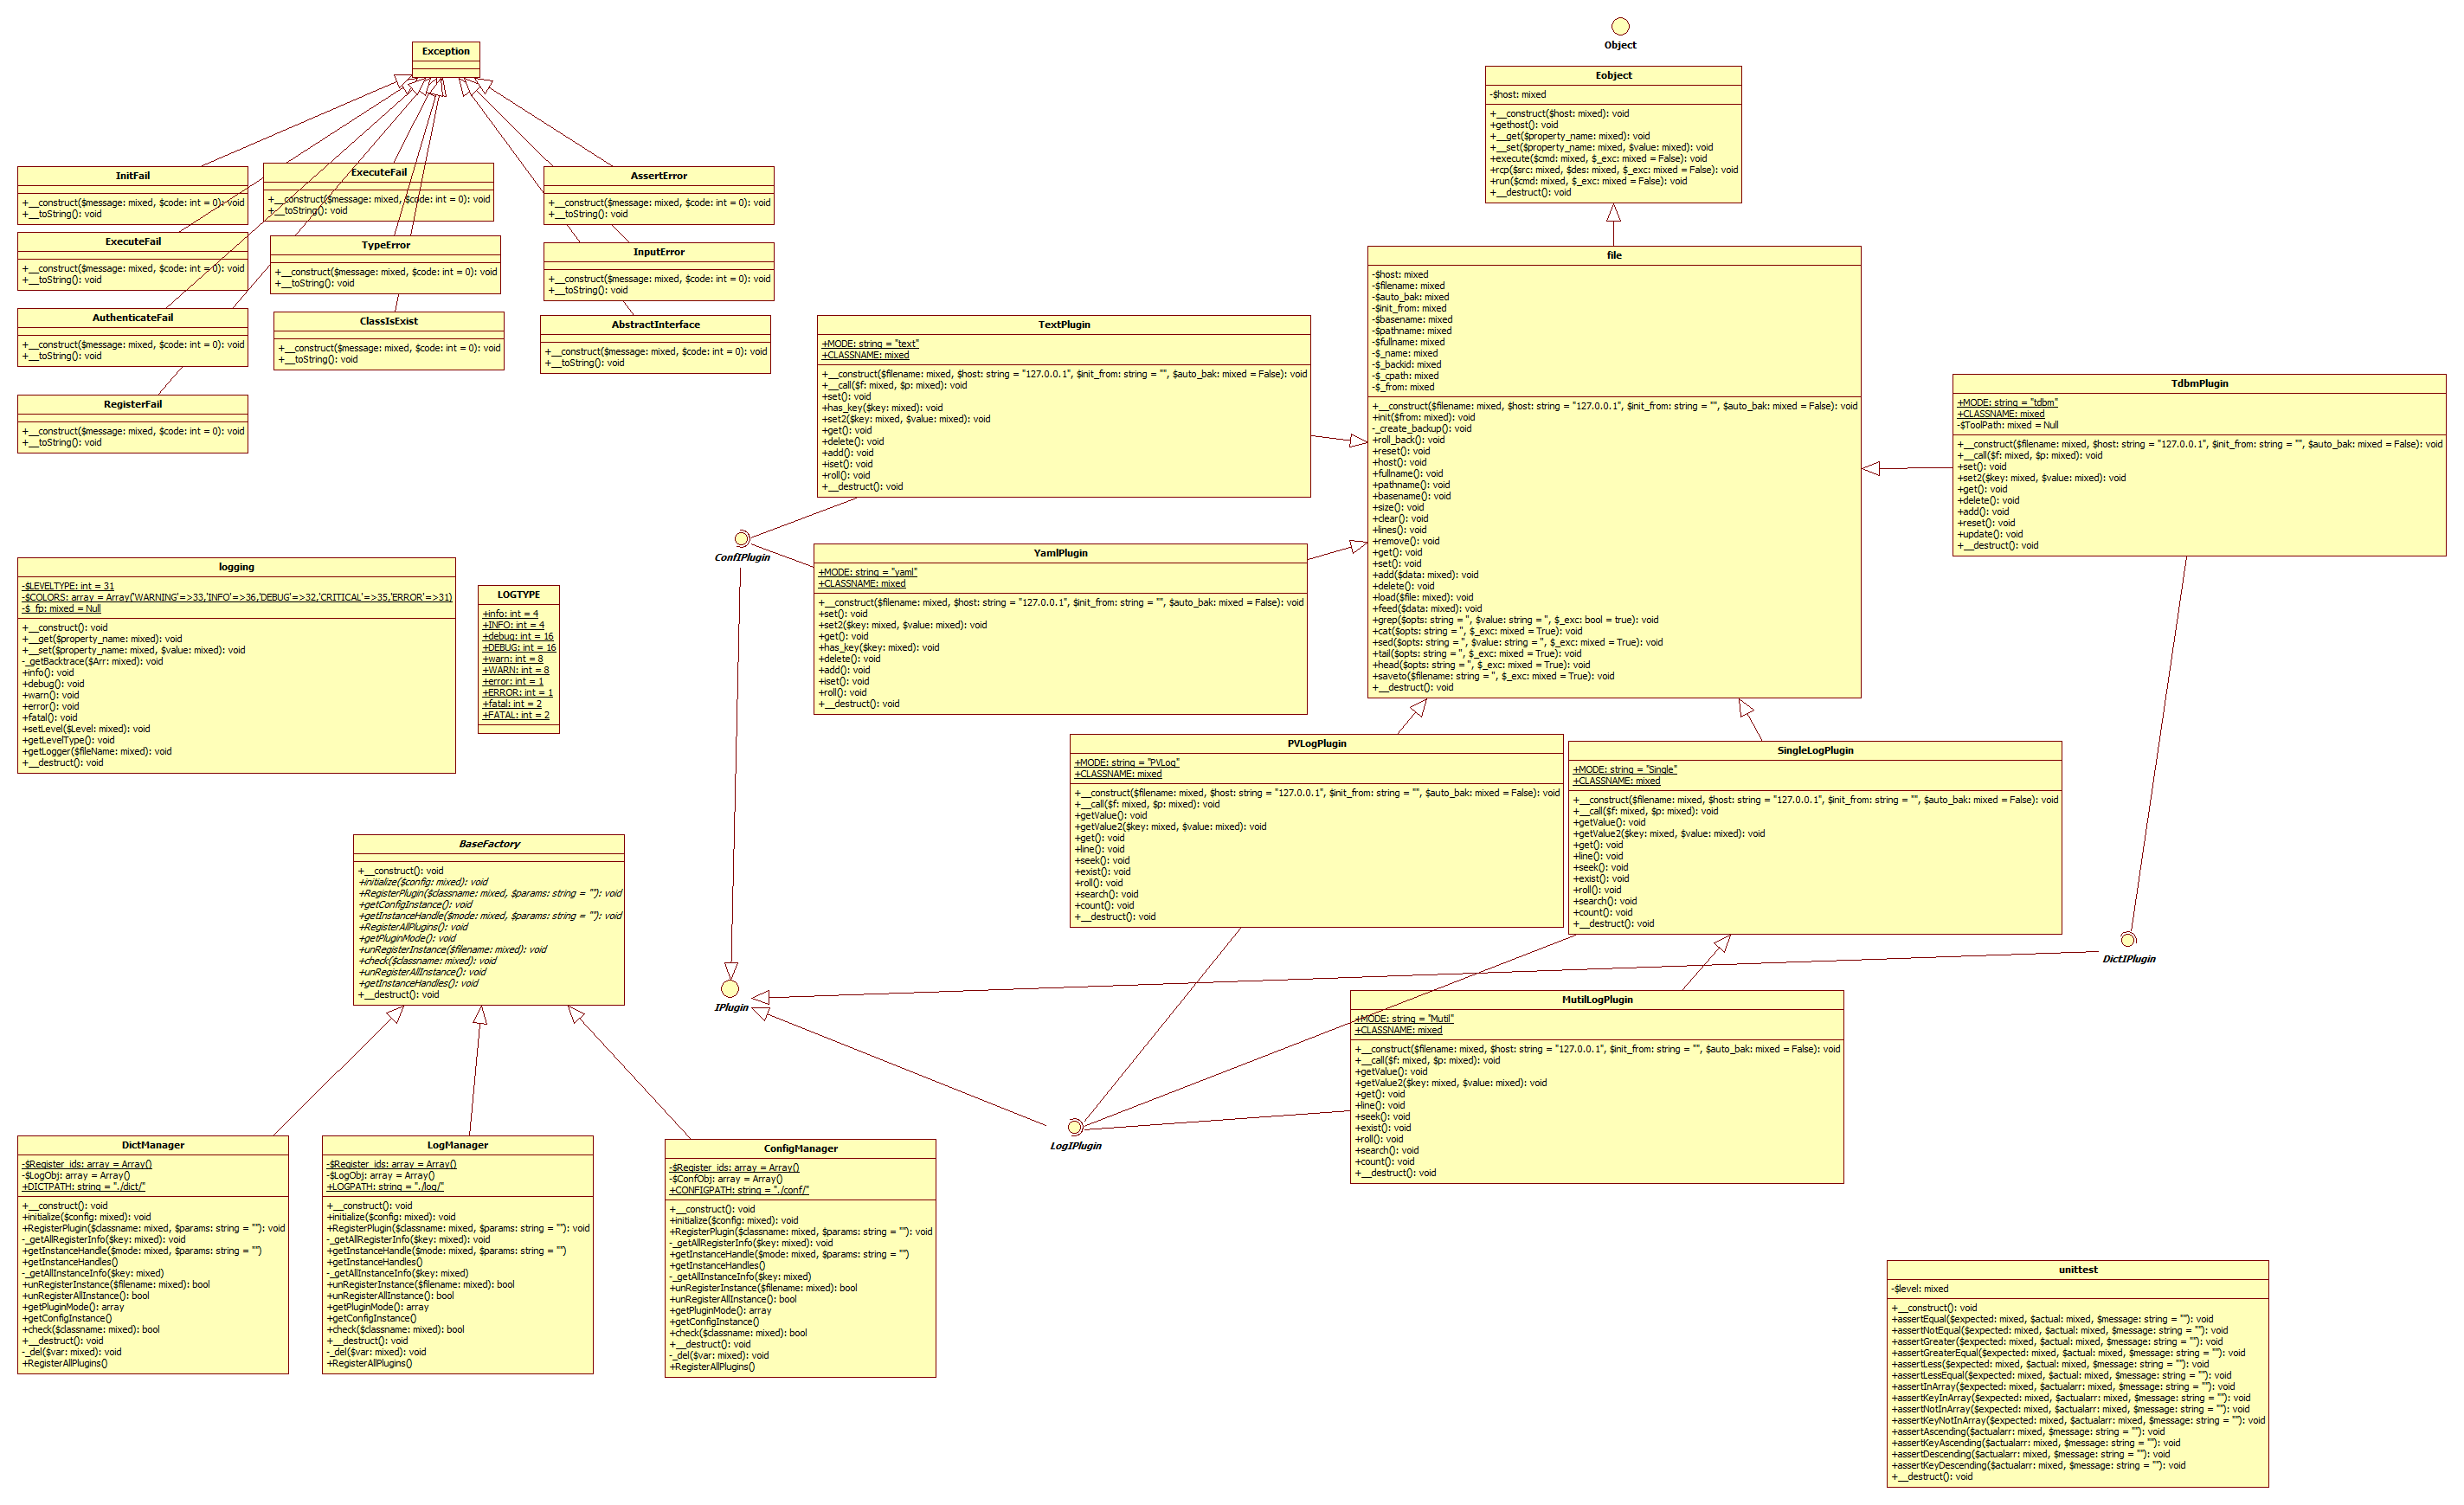 Object
Exception
Eobject
-$host: mixed
+__construct($host: mixed): void
+gethost(): void
+__get($property_name: mixed): void
+__set($property_name: mixed, $value: mixed): void
+execute($cmd: mixed, $_exc: mixed = False): void
+rcp($src: mixed, $des: mixed, $_exc: mixed = False): void
+run($cmd: mixed, $_exc: mixed = False): void
+__destruct(): void
InitFail
+__construct($message: mixed, $code: int = 0): void
+__toString(): void
ExecuteFail
+__construct($message: mixed, $code: int = 0): void
+__toString(): void
AssertError
+__construct($message: mixed, $code: int = 0): void
+__toString(): void
ExecuteFail
+__construct($message: mixed, $code: int = 0): void
+__toString(): void
TypeError
+__construct($message: mixed, $code: int = 0): void
+__toString(): void
InputError
+__construct($message: mixed, $code: int = 0): void
+__toString(): void
AuthenticateFail
+__construct($message: mixed, $code: int = 0): void
+__toString(): void
ClassIsExist
+__construct($message: mixed, $code: int = 0): void
+__toString(): void
AbstractInterface
+__construct($message: mixed, $code: int = 0): void
+__toString(): void
RegisterFail
+__construct($message: mixed, $code: int = 0): void
+__toString(): void
file
-$host: mixed
-$filename: mixed
-$auto_bak: mixed
-$init_from: mixed
-$basename: mixed
-$pathname: mixed
-$fullname: mixed
-$_name: mixed
-$_backid: mixed
-$_cpath: mixed
-$_from: mixed
+__construct($filename: mixed, $host: string = "127.0.0.1", $init_from: string = "", $auto_bak: mixed = False): void
+init($from: mixed): void
-_create_backup(): void
+roll_back(): void
+reset(): void
+host(): void
+fullname(): void
+pathname(): void
+basename(): void
+size(): void
+clear(): void
+lines(): void
+remove(): void
+get(): void
+set(): void
+add($data: mixed): void
+delete(): void
+load($file: mixed): void
+feed($data: mixed): void
+grep($opts: string = '', $value: string = '', $_exc: bool = true): void
+cat($opts: string = '', $_exc: mixed = True): void
+sed($opts: string = '', $value: string = '', $_exc: mixed = True): void
+tail($opts: string = '', $_exc: mixed = True): void
+head($opts: string = '', $_exc: mixed = True): void
+saveto($filename: string = '', $_exc: mixed = True): void
+__destruct(): void
TextPlugin
+MODE: string = "text"
+CLASSNAME: mixed
+__construct($filename: mixed, $host: string = "127.0.0.1", $init_from: string = "", $auto_bak: mixed = False): void
+__call($f: mixed, $p: mixed): void
+set(): void
+has_key($key: mixed): void
+set2($key: mixed, $value: mixed): void
+get(): void
+delete(): void
+add(): void
+iset(): void
+roll(): void
+__destruct(): void
TdbmPlugin
+MODE: string = "tdbm"
+CLASSNAME: mixed
-$ToolPath: mixed = Null
+__construct($filename: mixed, $host: string = "127.0.0.1", $init_from: string = "", $auto_bak: mixed = False): void
+__call($f: mixed, $p: mixed): void
+set(): void
+set2($key: mixed, $value: mixed): void
+get(): void
+delete(): void
+add(): void
+reset(): void
+update(): void
+__destruct(): void
ConfIPlugin
YamlPlugin
+MODE: string = "yaml"
+CLASSNAME: mixed
+__construct($filename: mixed, $host: string = "127.0.0.1", $init_from: string = "", $auto_bak: mixed = False): void
+set(): void
+set2($key: mixed, $value: mixed): void
+get(): void
+has_key($key: mixed): void
+delete(): void
+add(): void
+iset(): void
+roll(): void
+__destruct(): void
logging
-$LEVELTYPE: int = 31
-$COLORS: array = Array('WARNING'=>33,'INFO'=>36,'DEBUG'=>32,'CRITICAL'=>35,'ERROR'=>31)
-$_fp: mixed = Null
+__construct(): void
+__get($property_name: mixed): void
+__set($property_name: mixed, $value: mixed): void
-_getBacktrace($Arr: mixed): void
+info(): void
+debug(): void
+warn(): void
+error(): void
+fatal(): void
+setLevel($Level: mixed): void
+getLevelType(): void
+getLogger($fileName: mixed): void
+__destruct(): void
LOGTYPE
+info: int = 4
+INFO: int = 4
+debug: int = 16
+DEBUG: int = 16
+warn: int = 8
+WARN: int = 8
+error: int = 1
+ERROR: int = 1
+fatal: int = 2
+FATAL: int = 2
PVLogPlugin
+MODE: string = "PVLog"
+CLASSNAME: mixed
+__construct($filename: mixed, $host: string = "127.0.0.1", $init_from: string = "", $auto_bak: mixed = False): void
+__call($f: mixed, $p: mixed): void
+getValue(): void
+getValue2($key: mixed, $value: mixed): void
+get(): void
+line(): void
+seek(): void
+exist(): void
+roll(): void
+search(): void
+count(): void
+__destruct(): void
SingleLogPlugin
+MODE: string = "Single"
+CLASSNAME: mixed
+__construct($filename: mixed, $host: string = "127.0.0.1", $init_from: string = "", $auto_bak: mixed = False): void
+__call($f: mixed, $p: mixed): void
+getValue(): void
+getValue2($key: mixed, $value: mixed): void
+get(): void
+line(): void
+seek(): void
+exist(): void
+roll(): void
+search(): void
+count(): void
+__destruct(): void
BaseFactory
+__construct(): void
+initialize($config: mixed): void
+RegisterPlugin($classname: mixed, $params: string = ""): void
+getConfigInstance(): void
+getInstanceHandle($mode: mixed, $params: string = ""): void
+RegisterAllPlugins(): void
+getPluginMode(): void
+unRegisterInstance($filename: mixed): void
+check($classname: mixed): void
+unRegisterAllInstance(): void
+getInstanceHandles(): void
+__destruct(): void
DictIPlugin
IPlugin
MutilLogPlugin
+MODE: string = "Mutil"
+CLASSNAME: mixed
+__construct($filename: mixed, $host: string = "127.0.0.1", $init_from: string = "", $auto_bak: mixed = False): void
+__call($f: mixed, $p: mixed): void
+getValue(): void
+getValue2($key: mixed, $value: mixed): void
+get(): void
+line(): void
+seek(): void
+exist(): void
+roll(): void
+search(): void
+count(): void
+__destruct(): void
LogIPlugin
DictManager
-$Register_ids: array = Array()
-$LogObj: array = Array()
+DICTPATH: string = "./dict/"
+__construct(): void
+initialize($config: mixed): void
+RegisterPlugin($classname: mixed, $params: string = ""): void
-_getAllRegisterInfo($key: mixed): void
+getInstanceHandle($mode: mixed, $params: string = "")
+getInstanceHandles()
-_getAllInstanceInfo($key: mixed)
+unRegisterInstance($filename: mixed): bool
+unRegisterAllInstance(): bool
+getPluginMode(): array
+getConfigInstance()
+check($classname: mixed): bool
+__destruct(): void
-_del($var: mixed): void
+RegisterAllPlugins()
LogManager
-$Register_ids: array = Array()
-$LogObj: array = Array()
+LOGPATH: string = "./log/"
+__construct(): void
+initialize($config: mixed): void
+RegisterPlugin($classname: mixed, $params: string = ""): void
-_getAllRegisterInfo($key: mixed): void
+getInstanceHandle($mode: mixed, $params: string = "")
+getInstanceHandles()
-_getAllInstanceInfo($key: mixed)
+unRegisterInstance($filename: mixed): bool
+unRegisterAllInstance(): bool
+getPluginMode(): array
+getConfigInstance()
+check($classname: mixed): bool
+__destruct(): void
-_del($var: mixed): void
+RegisterAllPlugins()
ConfigManager
-$Register_ids: array = Array()
-$ConfObj: array = Array()
+CONFIGPATH: string = "./conf/"
+__construct(): void
+initialize($config: mixed): void
+RegisterPlugin($classname: mixed, $params: string = ""): void
-_getAllRegisterInfo($key: mixed): void
+getInstanceHandle($mode: mixed, $params: string = "")
+getInstanceHandles()
-_getAllInstanceInfo($key: mixed)
+unRegisterInstance($filename: mixed): bool
+unRegisterAllInstance(): bool
+getPluginMode(): array
+getConfigInstance()
+check($classname: mixed): bool
+__destruct(): void
-_del($var: mixed): void
+RegisterAllPlugins()
unittest
-$level: mixed
+__construct(): void
+assertEqual($expected: mixed, $actual: mixed, $message: string = ""): void
+assertNotEqual($expected: mixed, $actual: mixed, $message: string = ""): void
+assertGreater($expected: mixed, $actual: mixed, $message: string = ""): void
+assertGreaterEqual($expected: mixed, $actual: mixed, $message: string = ""): void
+assertLess($expected: mixed, $actual: mixed, $message: string = ""): void
+assertLessEqual($expected: mixed, $actual: mixed, $message: string = ""): void
+assertInArray($expected: mixed, $actualarr: mixed, $message: string = ""): void
+assertKeyInArray($expected: mixed, $actualarr: mixed, $message: string = ""): void
+assertNotInArray($expected: mixed, $actualarr: mixed, $message: string = ""): void
+assertKeyNotInArray($expected: mixed, $actualarr: mixed, $message: string = ""): void
+assertAscending($actualarr: mixed, $message: string = ""): void
+assertKeyAscending($actualarr: mixed, $message: string = ""): void
+assertDescending($actualarr: mixed, $message: string = ""): void
+assertKeyDescending($actualarr: mixed, $message: string = ""): void
+__destruct(): void